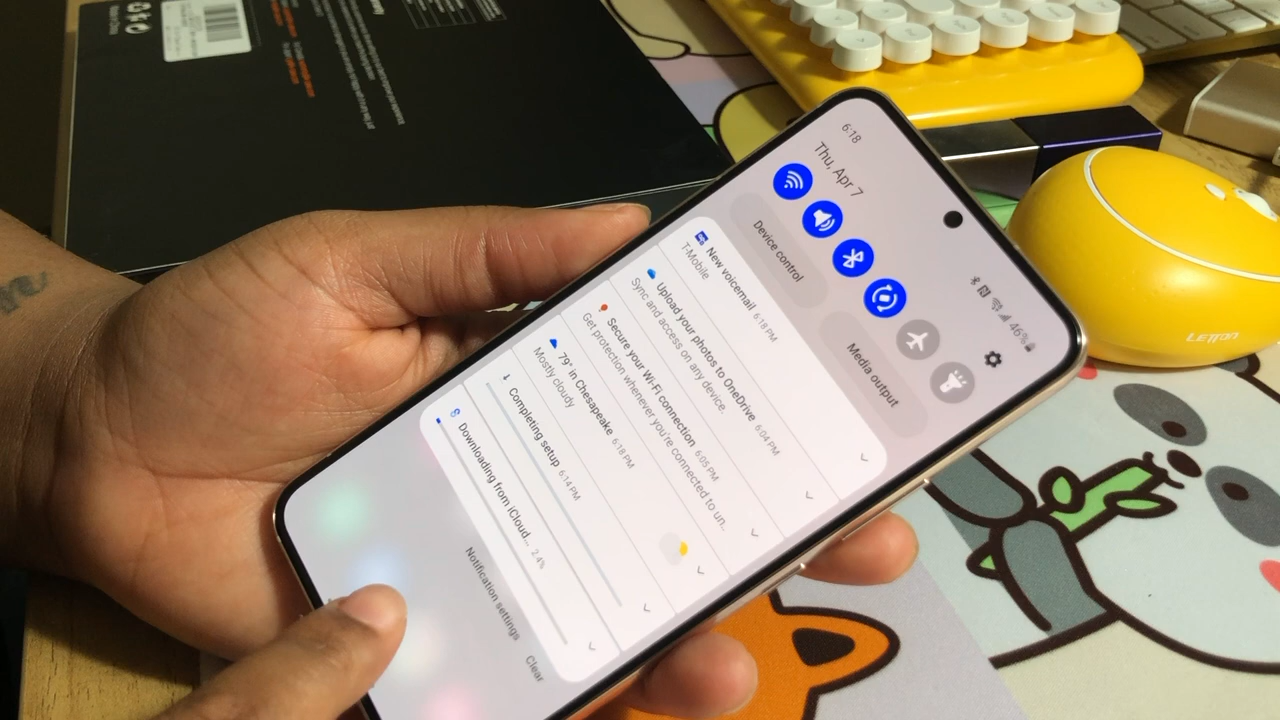 6:18
Thu, Apr 7
46%
Device control
Media output
New voicemail 6:18 PM
T-Mobile
Upload your photos to OneDrive 6:04 PM
Sync and access on any device.
Secure your Wi-Fi connection 6:05 PM
Get protection whenever you're connected to un...
79° in Chesapeake 6:18 PM
Mostly cloudy
Completing setup 6:14 PM
Downloading from iCloud... 2.4%
Notification settings
Clear